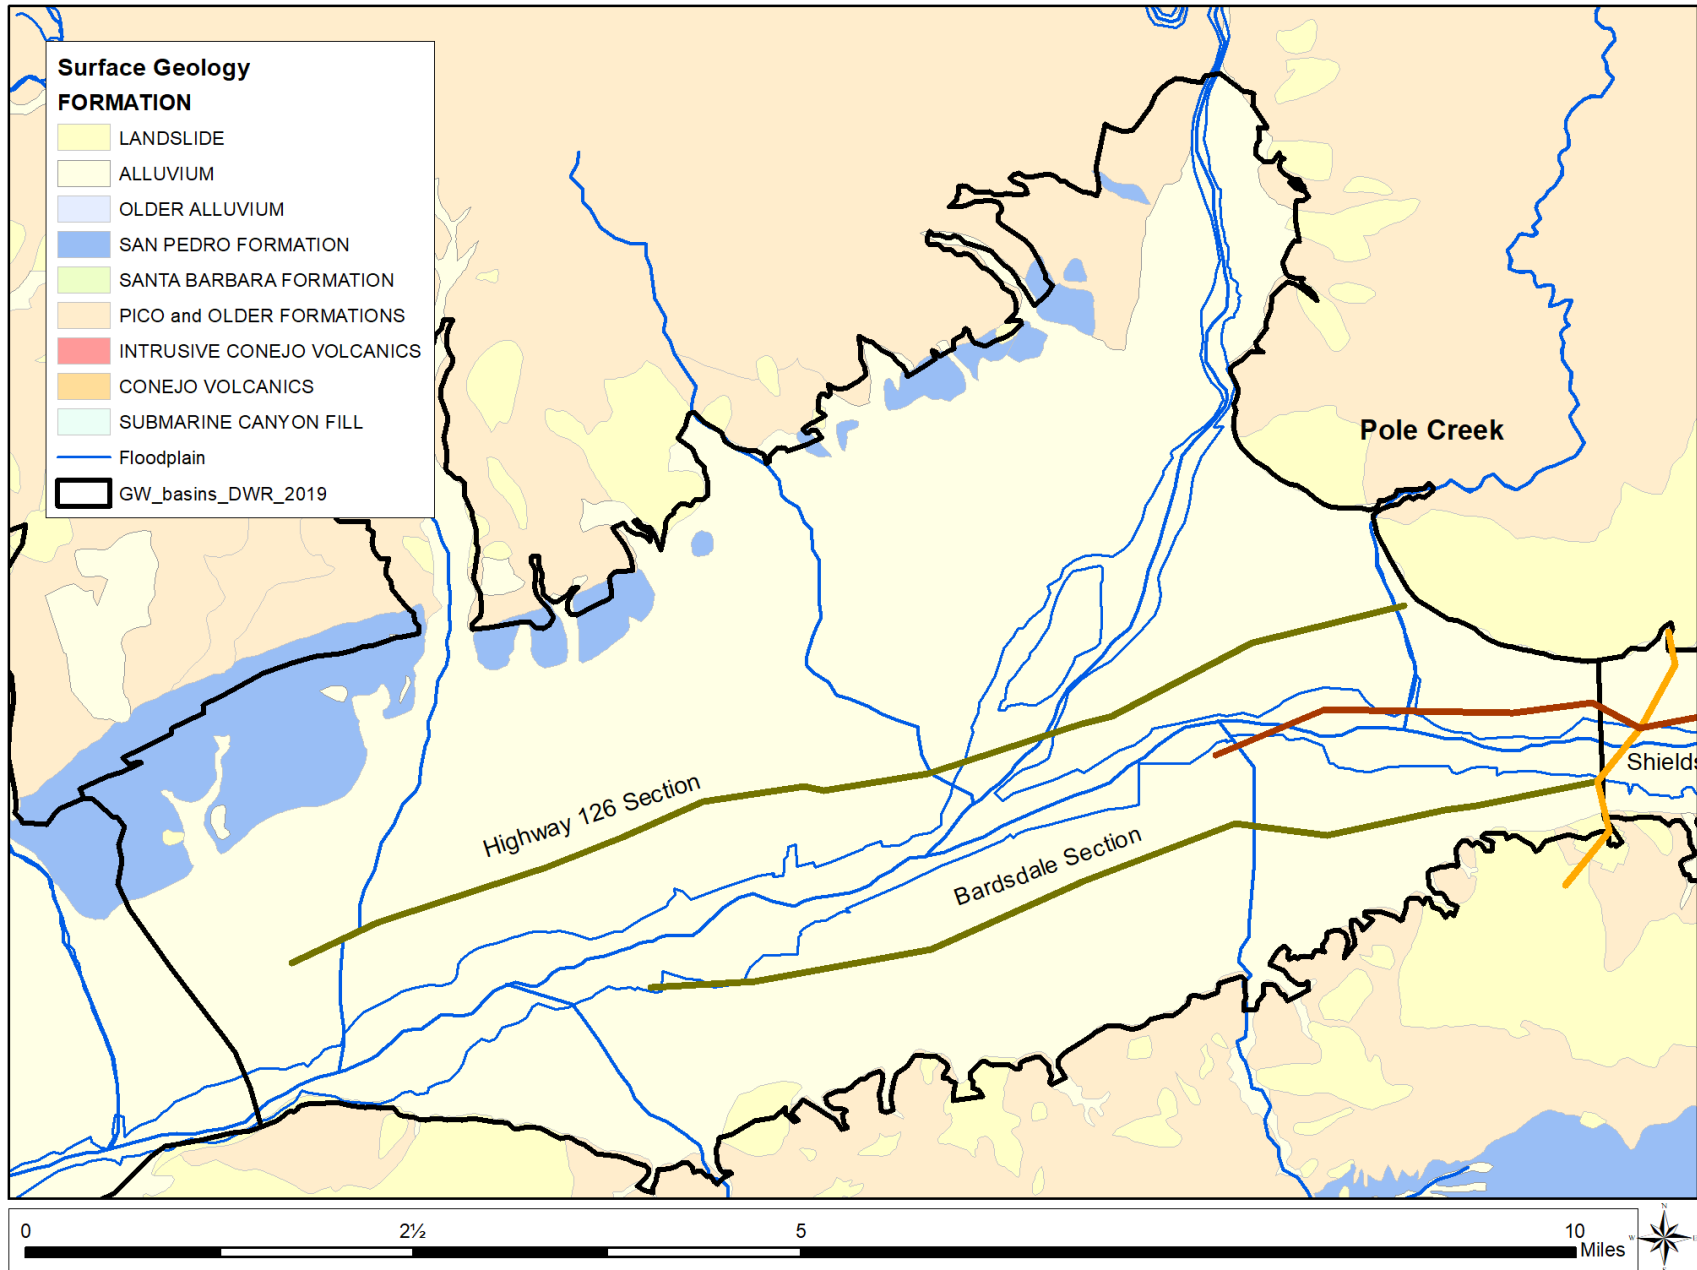 Surface Geology
FORMATION
LANDSLIDE
ALLUVIUM
OLDER ALLUVIUM
SAN PEDRO FORMATION
SANTA BARBARA FORMATION
PICO and OLDER FORMATIONS
INTRUSIVE CONEJO VOLCANICS
CONEJO VOLCANICS
SUBMARINE CANYON FILL
Floodplain
GW_basins_DWR_2019
Pole Creek
Shields
Highway 126 Section
Bardsdale Section
0 2½ 5 10
Miles
N
W E
S